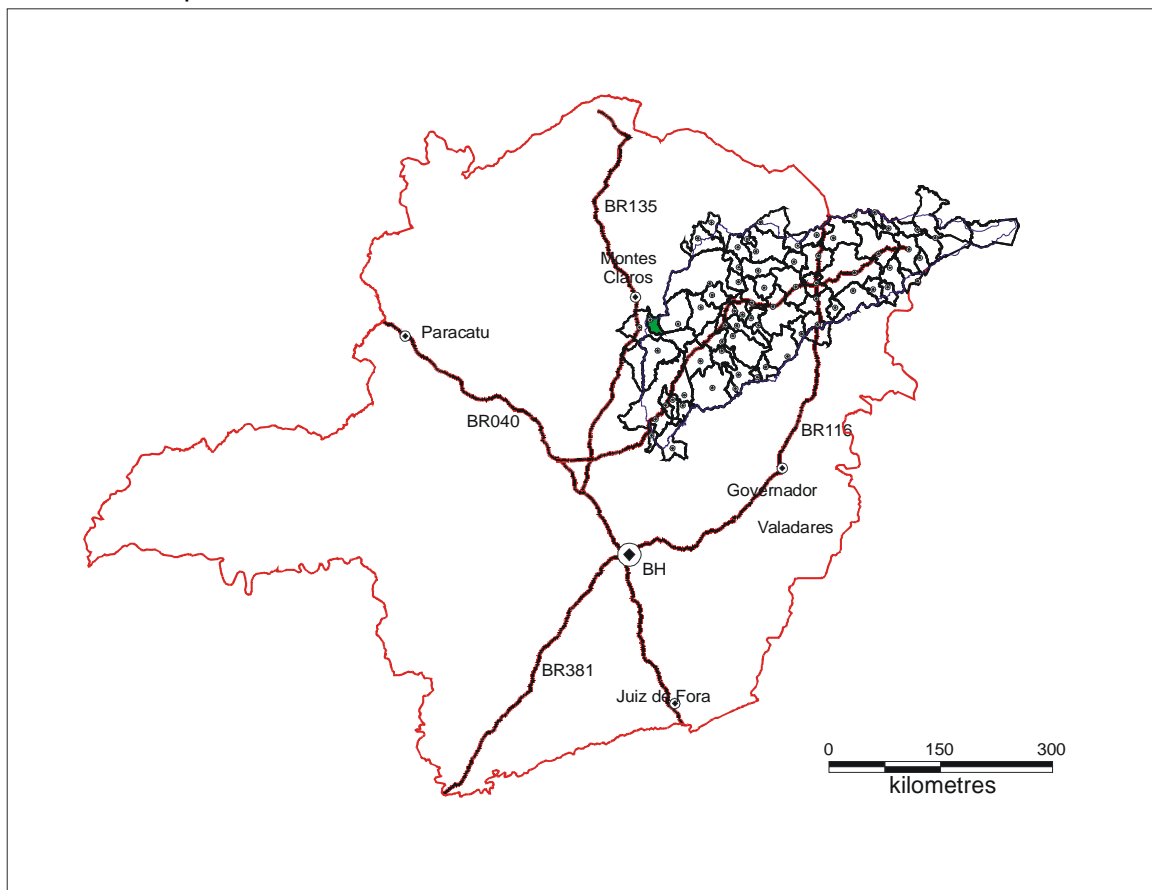 BR135
Montes
Claros
Paracatu
BR040
BR116
Governador
Valadares
BH
BR381
Juiz de Fora
0 150 300
kilometres